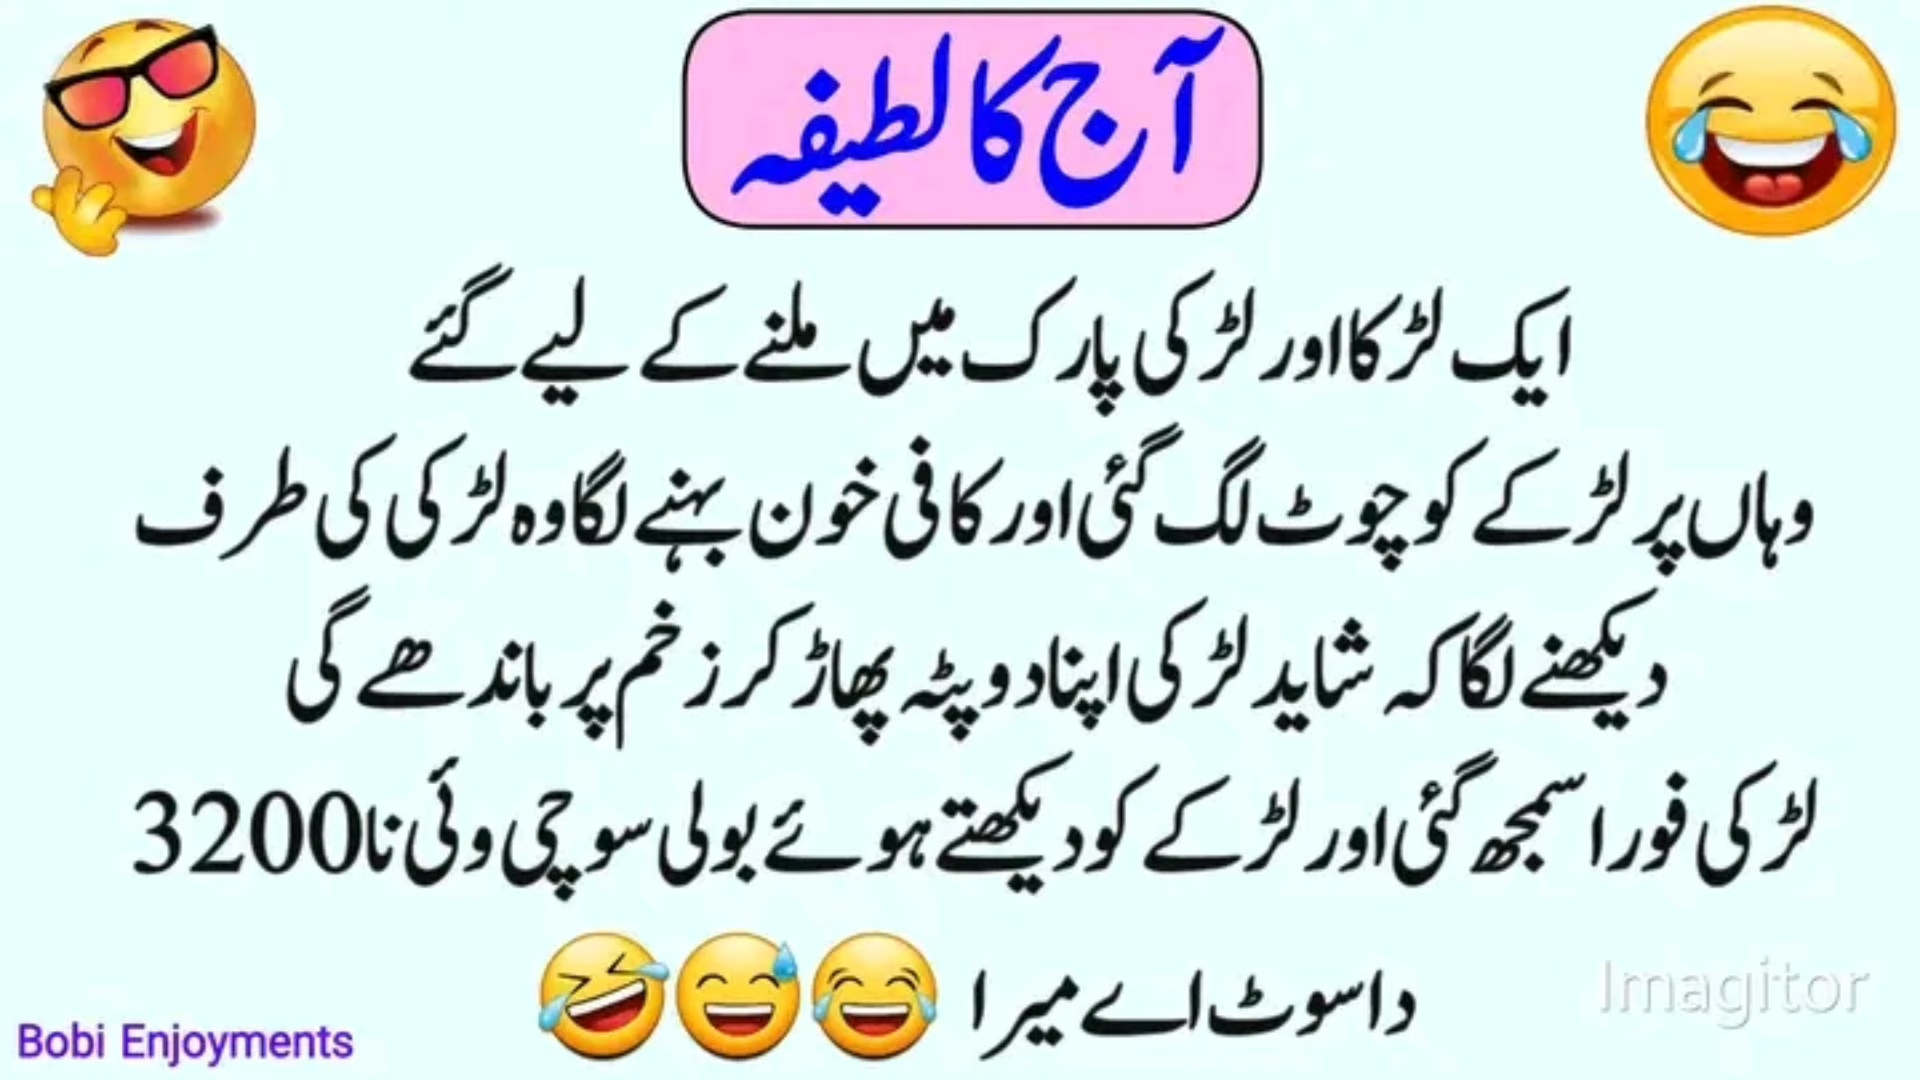 آج کا لطیفہ
ایک لڑکا اور لڑکی پارک میں ملنے کے لیے گئے
وہاں پر لڑکے کو چوٹ لگ گئی اور کافی خون بہنے لگا وہ لڑکی کی طرف
دیکھنے لگا کہ شاید لڑکی اپنا دوپٹہ پھاڑ کر زخم پر باندھے گی
لڑکی فورا سمجھ گئی اور لڑکے کو دیکھتے ہوئے بولی سوچی وئی نا 3200
دا سوٹ اے میرا 😂😅🤣
Imagitor
Bobi Enjoyments